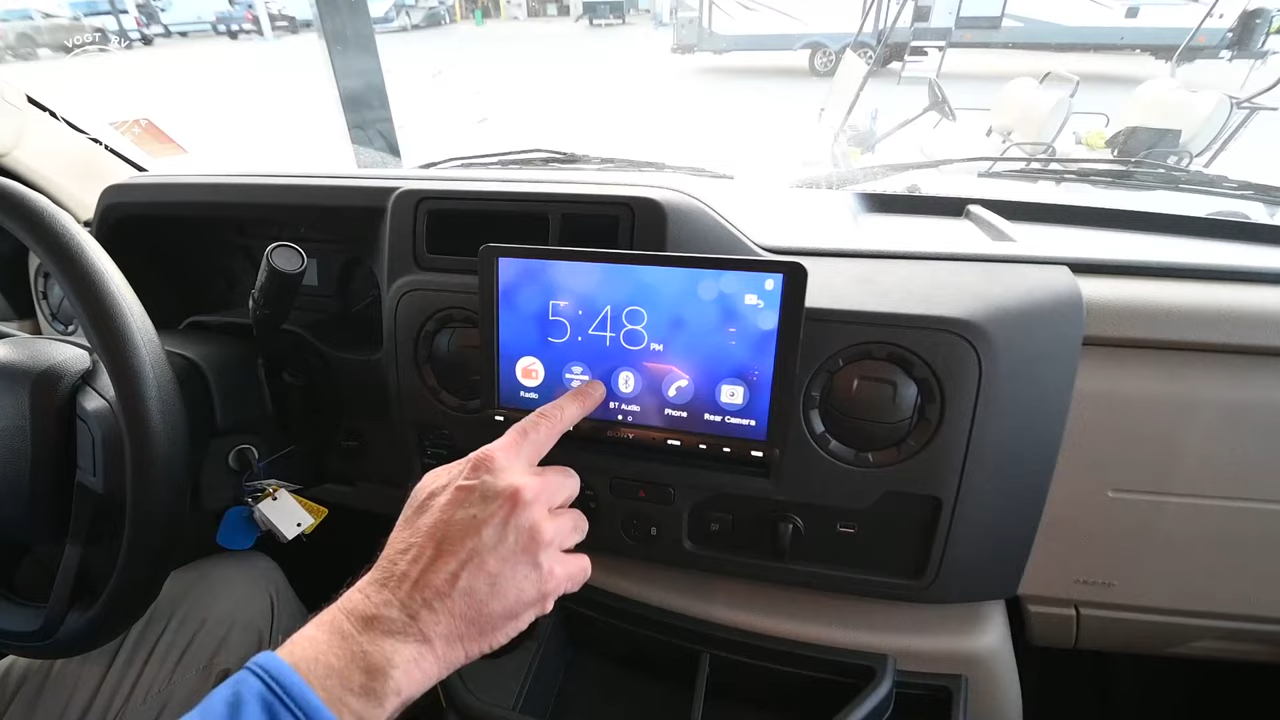 VOGT RV
5:48 PM
Radio
BT Audio
Phone
Rear Camera
SONY